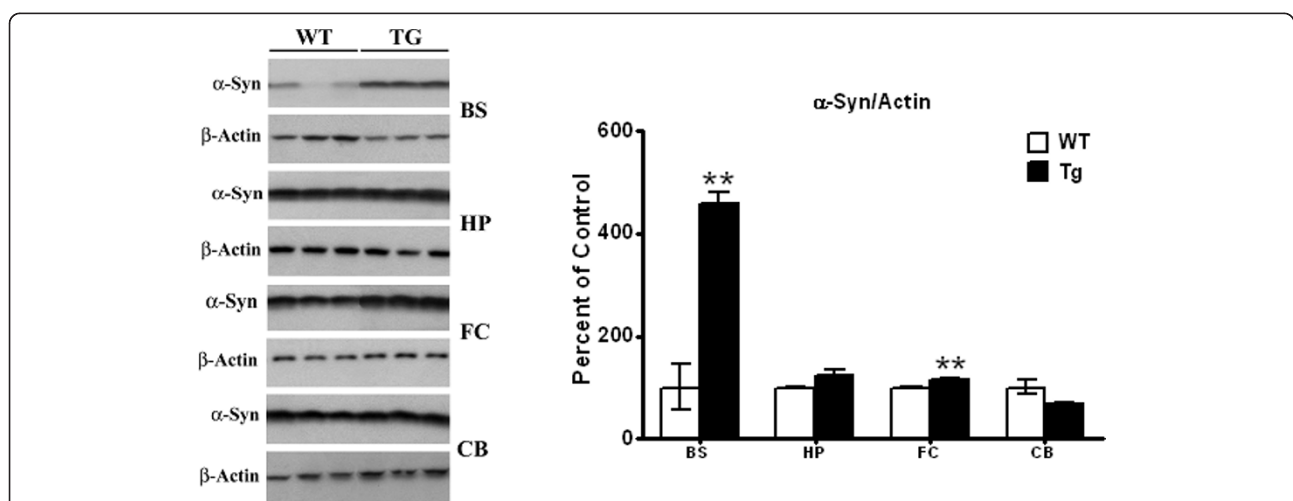 WT TG
α-Syn
BS
β-Actin
α-Syn
HP
β-Actin
α-Syn
FC
β-Actin
α-Syn
CB
β-Actin
α-Syn/Actin
WT
Tg
Percent of Control
600
400
200
0
**
**
BS HP FC CB